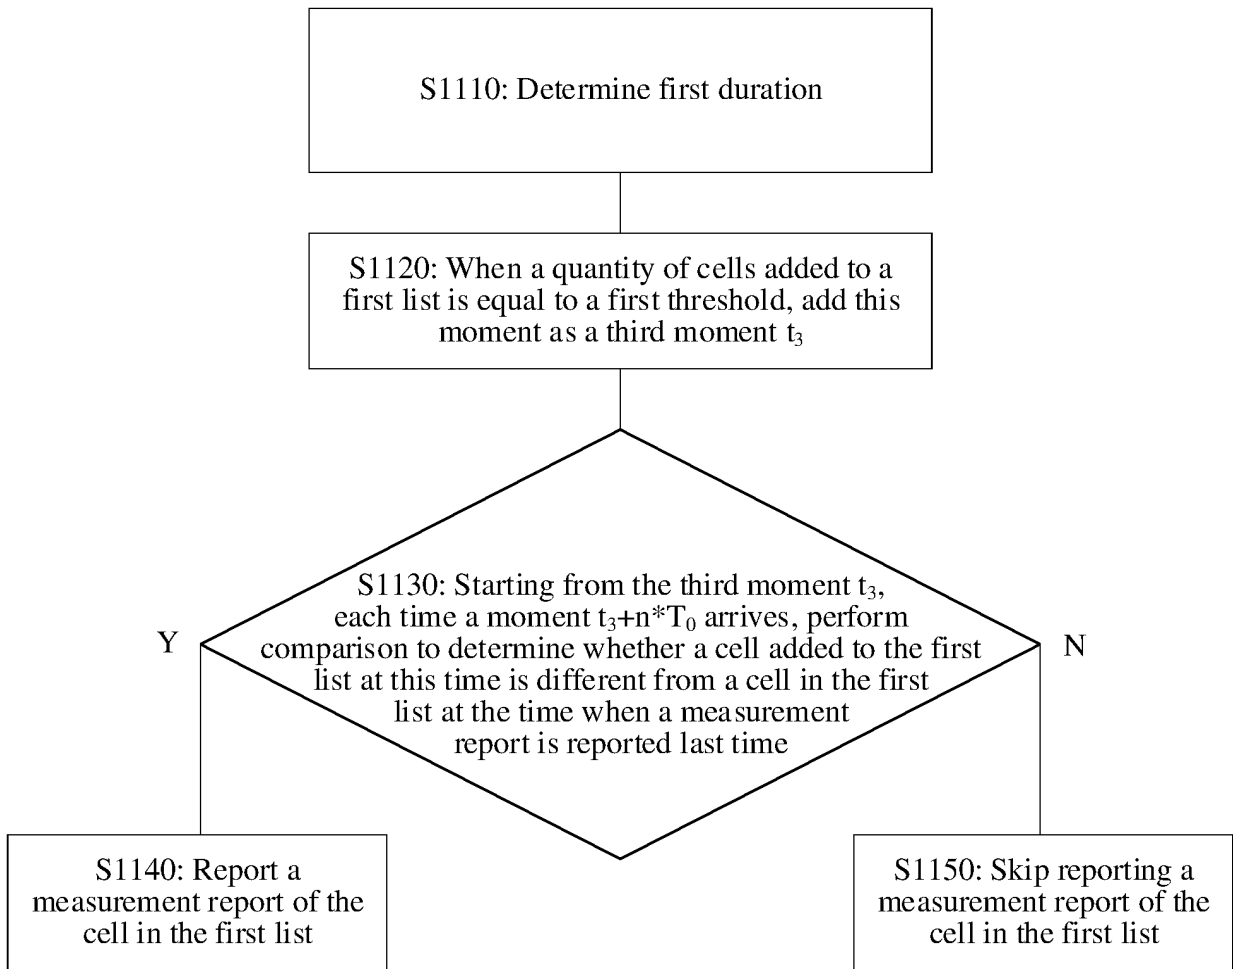 S1110: Determine first duration
S1120: When a quantity of cells added to a
first list is equal to a first threshold, add this
moment as a third moment t₃
S1130: Starting from the third moment t₃,
each time a moment t₃+n*T₀ arrives, perform
comparison to determine whether a cell added to the first
list at this time is different from a cell in the first
list at the time when a measurement
report is reported last time
Y
N
S1140: Report a
measurement report of the
cell in the first list
S1150: Skip reporting a
measurement report of the
cell in the first list